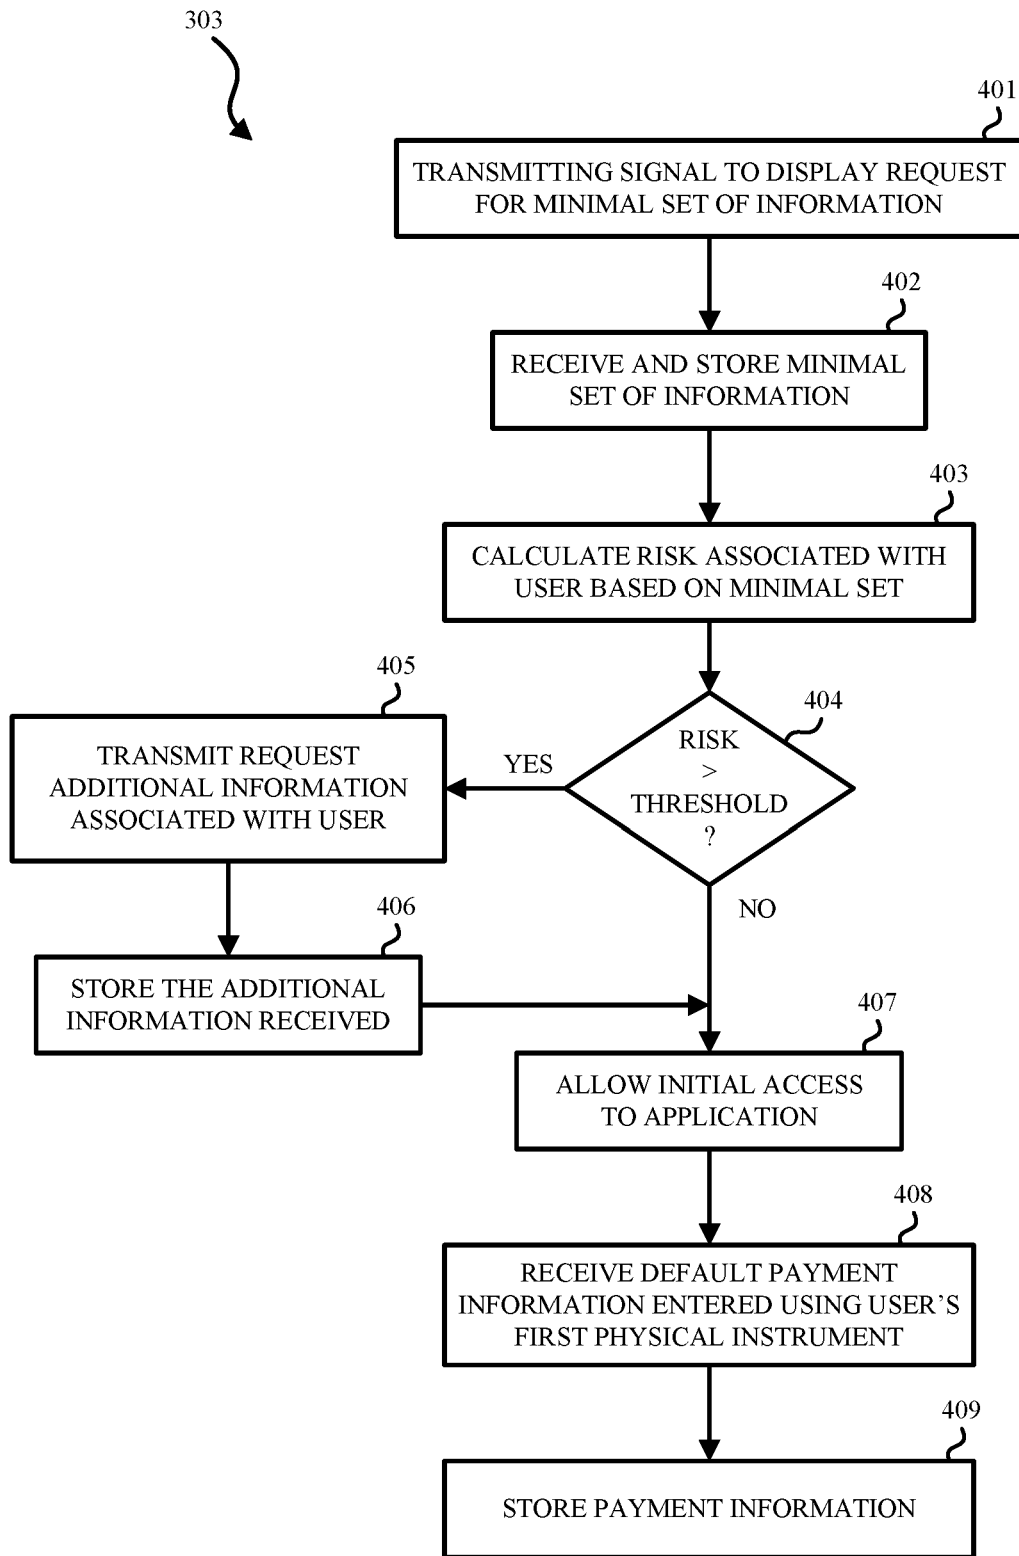 303
401
TRANSMITTING SIGNAL TO DISPLAY REQUEST
FOR MINIMAL SET OF INFORMATION
402
RECEIVE AND STORE MINIMAL
SET OF INFORMATION
403
CALCULATE RISK ASSOCIATED WITH
USER BASED ON MINIMAL SET
404
RISK
>
THRESHOLD
?
YES
NO
405
TRANSMIT REQUEST
ADDITIONAL INFORMATION
ASSOCIATED WITH USER
406
STORE THE ADDITIONAL
INFORMATION RECEIVED
407
ALLOW INITIAL ACCESS
TO APPLICATION
408
RECEIVE DEFAULT PAYMENT
INFORMATION ENTERED USING USER'S
FIRST PHYSICAL INSTRUMENT
409
STORE PAYMENT INFORMATION